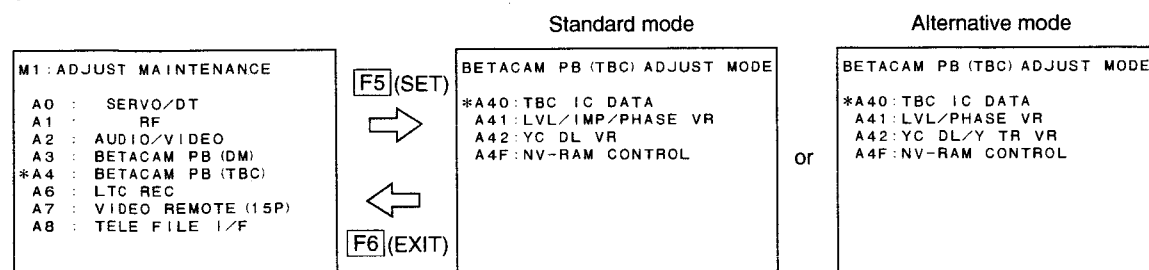 Standard mode
Alternative mode
M1:ADJUST MAINTENANCE
A0 : SERVO/DT
A1 : RF
A2 : AUDIO/VIDEO
A3 : BETACAM PB (DM)
*A4 : BETACAM PB (TBC)
A6 : LTC REC
A7 : VIDEO REMOTE (15P)
A8 : TELE FILE I/F
F5 (SET)
F6 (EXIT)
BETACAM PB (TBC) ADJUST MODE
*A40:TBC IC DATA
A41:LVL/IMP/PHASE VR
A42:YC DL VR
A4F:NV-RAM CONTROL
or
BETACAM PB (TBC) ADJUST MODE
*A40:TBC IC DATA
A41:LVL/PHASE VR
A42:YC DL/Y TR VR
A4F:NV-RAM CONTROL